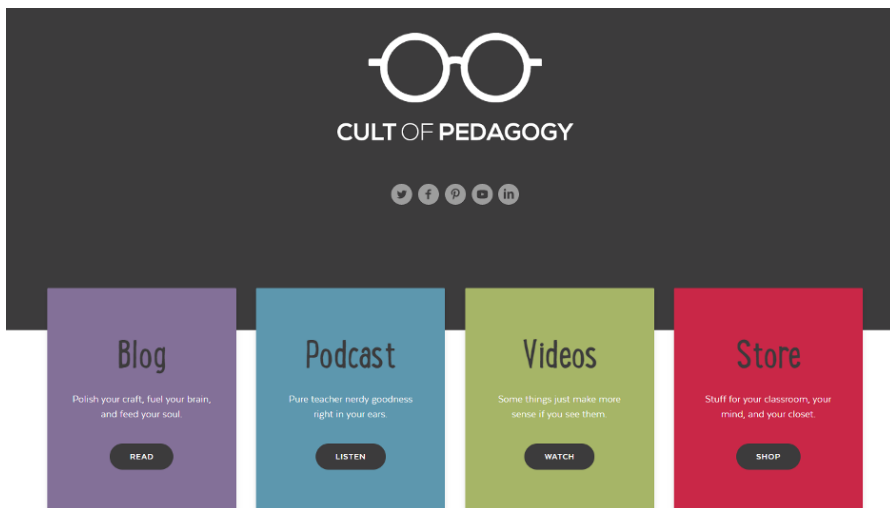 CULT OF PEDAGOGY
Blog
Polish your craft, fuel your brain,
and feed your soul.
READ
Podcast
Pure teacher nerdy goodness
right in your ears.
LISTEN
Videos
Some things just make more
sense if you see them.
WATCH
Store
Stuff for your classroom, your
mind, and your closet.
SHOP